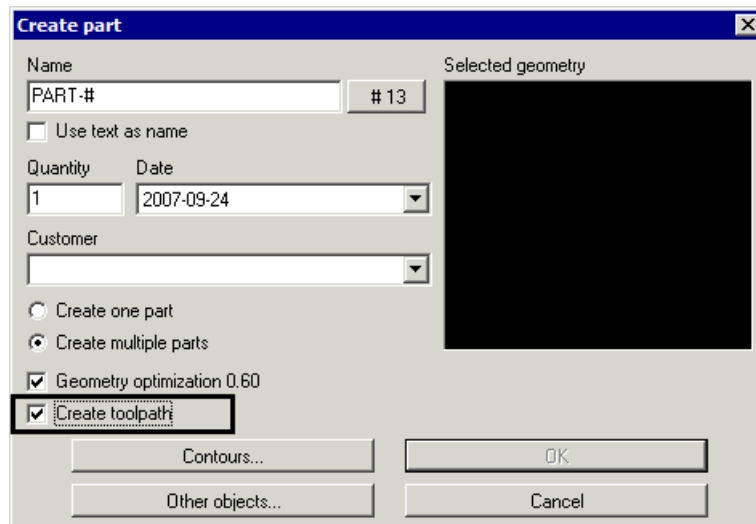 Create part
Name
Selected geometry
PART-#
# 13
Use text as name
Quantity
Date
1
2007-09-24
Customer
Create one part
Create multiple parts
Geometry optimization 0.60
Create toolpath
Contours...
OK
Other objects...
Cancel